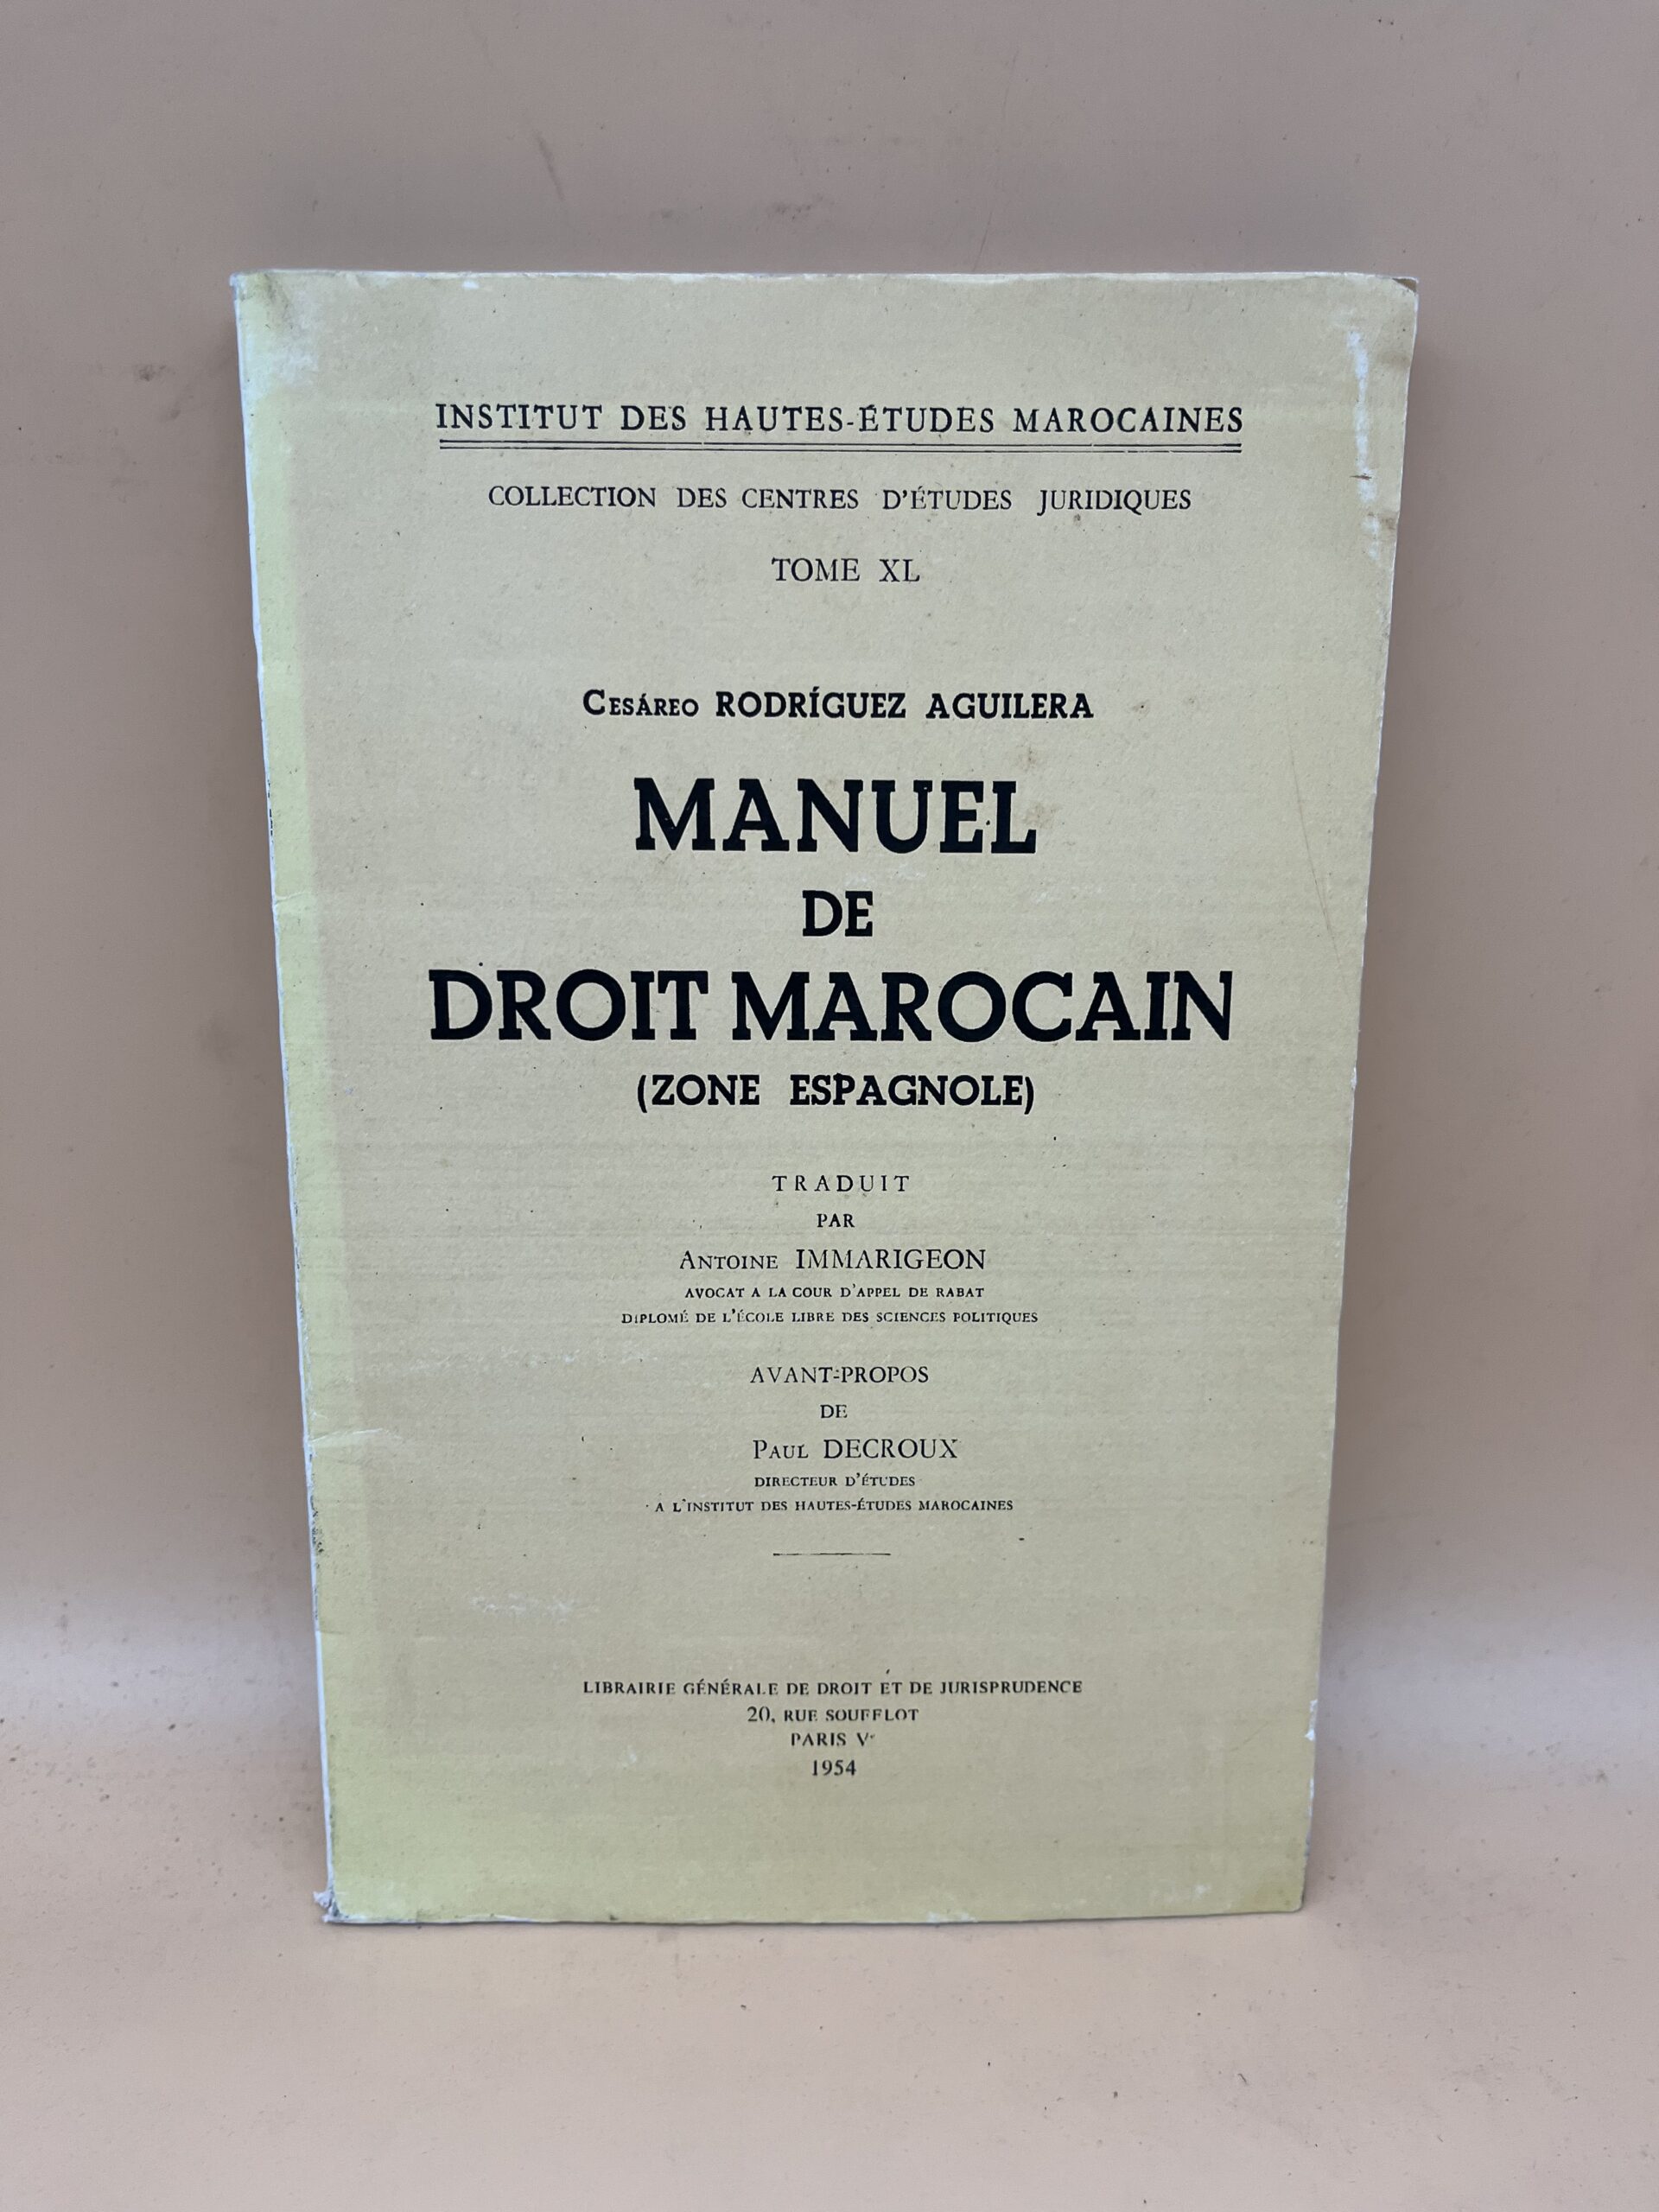 INSTITUT DES HAUTES-ÉTUDES MAROCAINES
COLLECTION DES CENTRES D'ÉTUDES JURIDIQUES
TOME XL
CESÁREO RODRÍGUEZ AGUILERA
MANUEL
DE
DROIT MAROCAIN
(ZONE ESPAGNOLE)
TRADUIT
PAR
ANTOINE IMMARIGEON
AVOCAT A LA COUR D'APPEL DE RABAT
DIPLOMÉ DE L'ÉCOLE LIBRE DES SCIENCES POLITIQUES
AVANT-PROPOS
DE
PAUL DECROUX
DIRECTEUR D'ÉTUDES
A L'INSTITUT DES HAUTES-ÉTUDES MAROCAINES
LIBRAIRIE GÉNÉRALE DE DROIT ET DE JURISPRUDENCE
20, RUE SOUFFLOT
PARIS Ve
1954